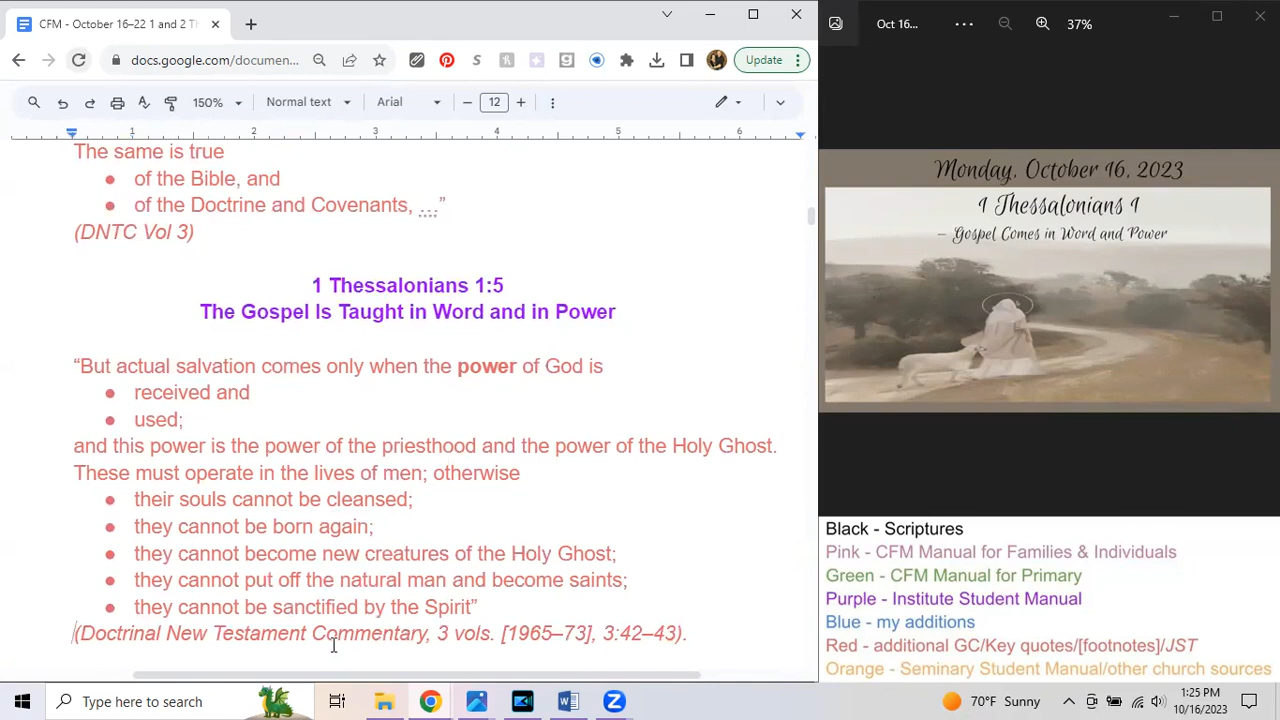 CFM - October 16–22 1 and 2 Th
Oct 16...
37%
docs.google.com/documen...
Update
150%
Normal text
Arial
12
1 2 3 4 5 6
The same is true
● of the Bible, and
● of the Doctrine and Covenants, …”
(DNTC Vol 3)
1 Thessalonians 1:5
The Gospel Is Taught in Word and in Power
“But actual salvation comes only when the power of God is
● received and
● used;
and this power is the power of the priesthood and the power of the Holy Ghost.
These must operate in the lives of men; otherwise
● their souls cannot be cleansed;
● they cannot be born again;
● they cannot become new creatures of the Holy Ghost;
● they cannot put off the natural man and become saints;
● they cannot be sanctified by the Spirit”
(Doctrinal New Testament Commentary, 3 vols. [1965–73], 3:42–43).
Monday, October 16, 2023
1 Thessalonians 1
– Gospel Comes in Word and Power
Black - Scriptures
Pink - CFM Manual for Families & Individuals
Green - CFM Manual for Primary
Purple - Institute Student Manual
Blue - my additions
Red - additional GC/Key quotes/[footnotes]/JST
Orange - Seminary Student Manual/other church sources
Type here to search
70°F Sunny
1:25 PM
10/16/2023